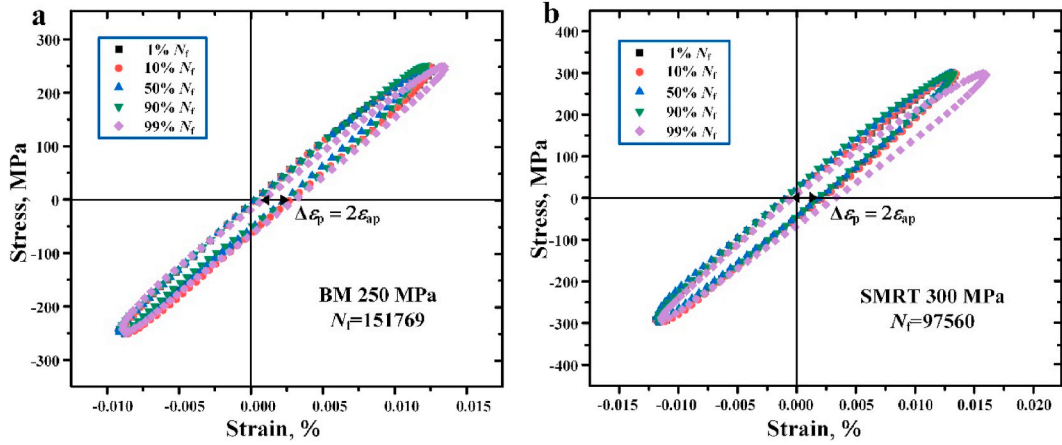 a
Stress, MPa
300
200
100
0
-100
-200
-300
1% Nf
10% Nf
50% Nf
90% Nf
99% Nf
Δεp = 2εap
BM 250 MPa
Nf=151769
-0.010 -0.005 0.000 0.005 0.010 0.015
Strain, %
b
Stress, MPa
500
400
300
200
100
0
-100
-200
-300
-400
1% Nf
10% Nf
50% Nf
90% Nf
99% Nf
Δεp = 2εap
SMRT 300 MPa
Nf=97560
-0.015 -0.010 -0.005 0.000 0.005 0.010 0.015 0.020
Strain, %